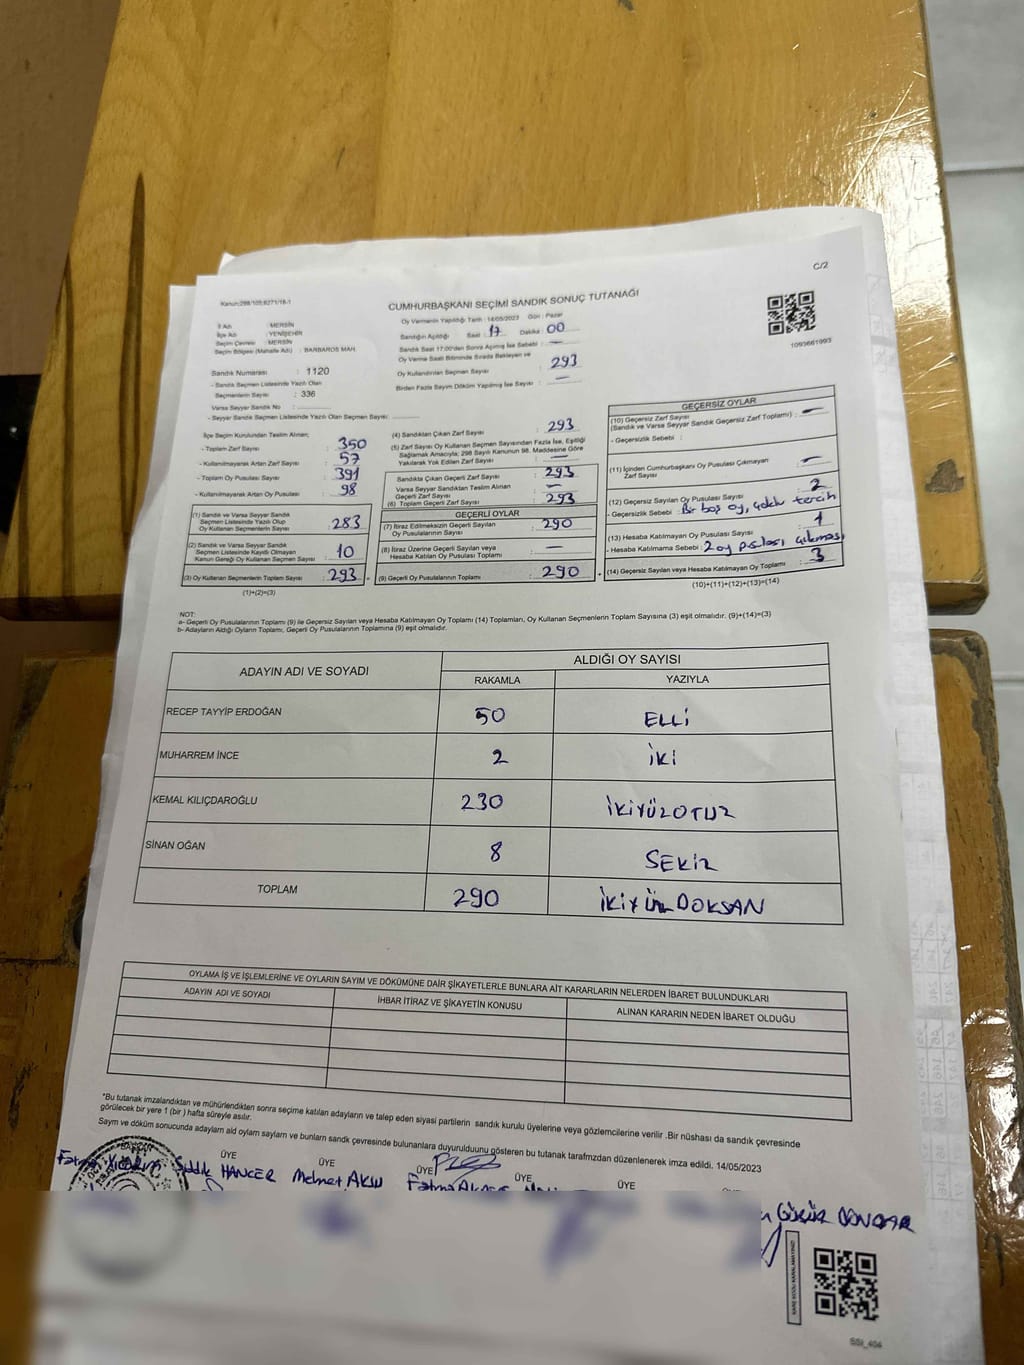 C/2
Kanun:298/105;6271/18-1
CUMHURBAŞKANI SEÇİMİ SANDIK SONUÇ TUTANAĞI
1093661993
İl Adı : MERSİN
İlçe Adı : YENİŞEHİR
Seçim Çevresi : MERSİN
Seçim Bölgesi (Mahalle Adı) : BARBAROS MAH.
Sandık Numarası : 1120
- Sandık Seçmen Listesinde Yazılı Olan
Seçmenlerin Sayısı : 336
Varsa Seyyar Sandık No :
- Seyyar Sandık Seçmen Listesinde Yazılı Olan Seçmen Sayısı:
Oy Vermenin Yapıldığı Tarih : 14/05/2023 Gün : Pazar
Sandığın Açıldığı Saat : 17 Dakika : 00
Sandık Saat 17:00'den Sonra Açılmış İse Sebebi : —
Oy Verme Saati Bitiminde Sırada Bekleyen ve
Oy Kullandırılan Seçmen Sayısı : 293
Birden Fazla Sayım Döküm Yapılmış İse Sayısı : —
İlçe Seçim Kurulundan Teslim Alınan;
- Toplam Zarf Sayısı : 350
- Kullanılmayarak Artan Zarf Sayısı : 57
- Toplam Oy Pusulası Sayısı : 391
- Kullanılmayarak Artan Oy Pusulası : 98
(1) Sandık ve Varsa Seyyar Sandık
Seçmen Listesinde Yazılı Olup
Oy Kullanan Seçmenlerin Sayısı : 283
(2) Sandık ve Varsa Seyyar Sandık
Seçmen Listesinde Kayıtlı Olmayan
Kanun Gereği Oy Kullanan Seçmen Sayısı : 10
(3) Oy Kullanan Seçmenlerin Toplam Sayısı : 293
(1)+(2)=(3)
(4) Sandıktan Çıkan Zarf Sayısı : 293
(5) Zarf Sayısı Oy Kullanan Seçmen Sayısından Fazla İse, Eşitliği
Sağlamak Amacıyla; 298 Sayılı Kanunun 98. Maddesine Göre
Yakılarak Yok Edilen Zarf Sayısı : —
Sandıkta Çıkan Geçerli Zarf Sayısı : 293
Varsa Seyyar Sandıktan Teslim Alınan
Geçerli Zarf Sayısı : —
(6) Toplam Geçerli Zarf Sayısı : 293
GEÇERLİ OYLAR
(7) İtiraz Edilmeksizin Geçerli Sayılan
Oy Pusulalarının Sayısı : 290
(8) İtiraz Üzerine Geçerli Sayılan veya
Hesaba Katılan Oy Pusulası Toplamı : —
(9) Geçerli Oy Pusulalarının Toplamı : 290
GEÇERSİZ OYLAR
(10) Geçersiz Zarf Sayısı
(Sandık ve Varsa Seyyar Sandık Geçersiz Zarf Toplamı) : —
- Geçersizlik Sebebi :
(11) İçinden Cumhurbaşkanı Oy Pusulası Çıkmayan
Zarf Sayısı : —
(12) Geçersiz Sayılan Oy Pusulası Sayısı : 2
- Geçersizlik Sebebi : Bir boş oy, çoklu tercih
(13) Hesaba Katılmayan Oy Pusulası Sayısı : 1
- Hesaba Katılmama Sebebi : 2 oy pusulası çıkması
(14) Geçersiz Sayılan veya Hesaba Katılmayan Oy Toplamı : 3
(10)+(11)+(12)+(13)=(14)
NOT:
a- Geçerli Oy Pusulalarının Toplamı (9) ile Geçersiz Sayılan veya Hesaba Katılmayan Oy Toplamı (14) Toplamları, Oy Kullanan Seçmenlerin Toplam Sayısına (3) eşit olmalıdır. (9)+(14)=(3)
b- Adayların Aldığı Oyların Toplamı, Geçerli Oy Pusulalarının Toplamına (9) eşit olmalıdır.
ADAYIN ADI VE SOYADI ALDIĞI OY SAYISI
RAKAMLA YAZIYLA
RECEP TAYYİP ERDOĞAN 50 ELLİ
MUHARREM İNCE 2 İKİ
KEMAL KILIÇDAROĞLU 230 İKİYÜZOTUZ
SİNAN OĞAN 8 SEKİZ
TOPLAM 290 İKİYÜZDOKSAN
OYLAMA İŞ VE İŞLEMLERİNE VE OYLARIN SAYIM VE DÖKÜMÜNE DAİR ŞİKAYETLERLE BUNLARA AİT KARARLARIN NELERDEN İBARET BULUNDUKLARI
ADAYIN ADI VE SOYADI İHBAR İTİRAZ VE ŞİKAYETİN KONUSU ALINAN KARARIN NEDEN İBARET OLDUĞU
*Bu tutanak imzalandıktan ve mühürlendikten sonra seçime katılan adayların ve talep eden siyasi partilerin sandık kurulu üyelerine veya gözlemcilerine verilir .Bir nüshası da sandık çevresinde
görülecek bir yere 1 (bir ) hafta süreyle asılır.
Sayım ve döküm sonucunda adayların ald oyların sayların ve bunların sandık çevresinde bulunanlara duyurulduunu gösteren bu tutanak tarafmzdan düzenlenerek imza edildi. 14/05/2023
ÜYE ÜYE ÜYE ÜYE ÜYE
Sıddık HANCER Mehmet AKIN Fatma
SSI_404